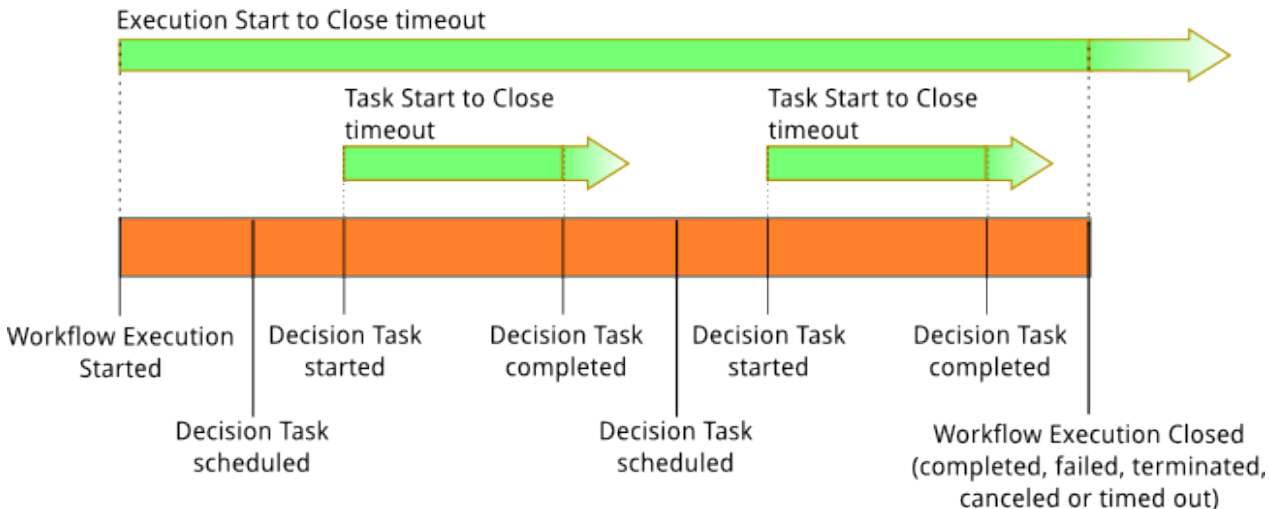 Execution Start to Close timeout
Task Start to Close
timeout
Task Start to Close
timeout
Workflow Execution
Started
Decision Task
started
Decision Task
completed
Decision Task
started
Decision Task
completed
Decision Task
scheduled
Decision Task
scheduled
Workflow Execution Closed
(completed, failed, terminated,
canceled or timed out)